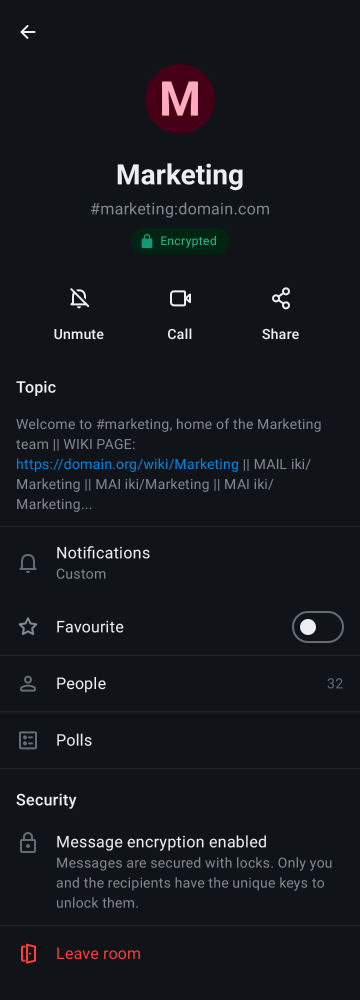 M
Marketing
#marketing:domain.com
Encrypted
Unmute
Call
Share
Topic
Welcome to #marketing, home of the Marketing
team || WIKI PAGE:
https://domain.org/wiki/Marketing || MAIL iki/
Marketing || MAI iki/Marketing || MAI iki/
Marketing...
Notifications
Custom
Favourite
People 32
Polls
Security
Message encryption enabled
Messages are secured with locks. Only you
and the recipients have the unique keys to
unlock them.
Leave room